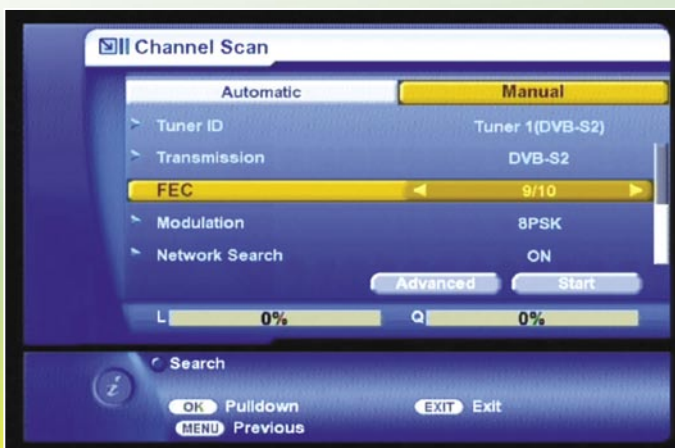 Channel Scan
Automatic Manual
Tuner ID Tuner 1(DVB-S2)
Transmission DVB-S2
FEC 9/10
Modulation 8PSK
Network Search ON
Advanced Start
L 0% Q 0%
Search
i
OK Pulldown EXIT Exit
MENU Previous